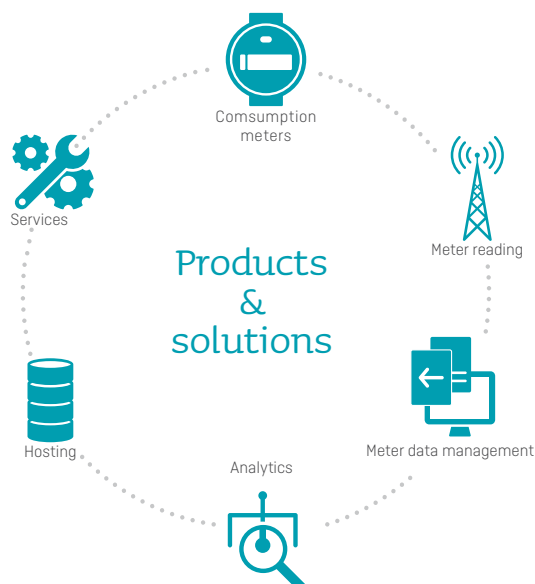 Comsumption
meters
Services
Meter reading
Products
&
solutions
Hosting
Meter data management
Analytics